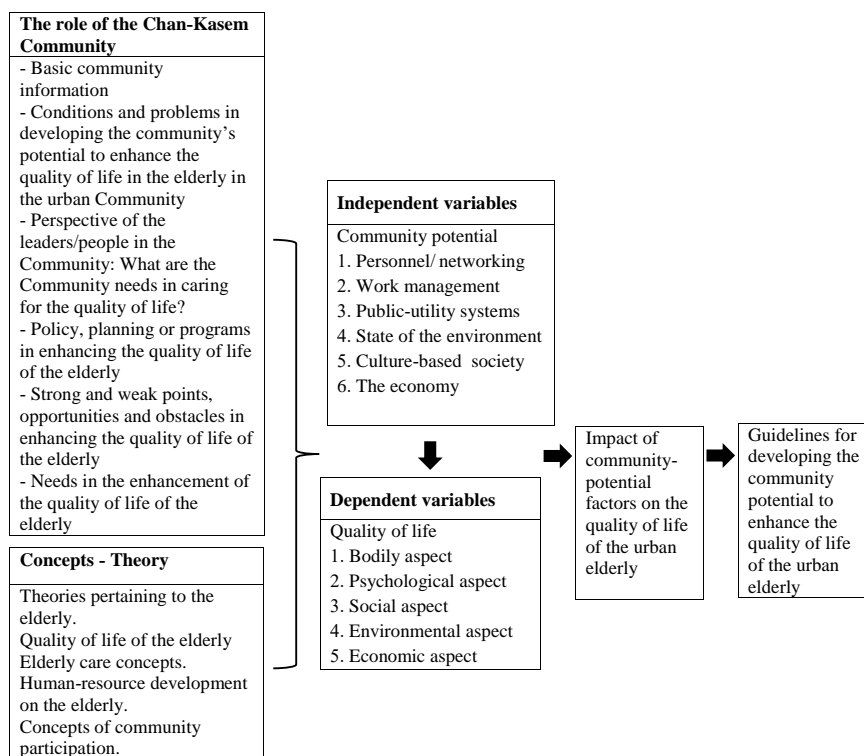 The role of the Chan-Kasem
Community
- Basic community
information
- Conditions and problems in
developing the community’s
potential to enhance the
quality of life in the elderly in
the urban Community
- Perspective of the
leaders/people in the
Community: What are the
Community needs in caring
for the quality of life?
- Policy, planning or programs
in enhancing the quality of life
of the elderly
- Strong and weak points,
opportunities and obstacles in
enhancing the quality of life of
the elderly
- Needs in the enhancement of
the quality of life of the
elderly
Concepts - Theory
Theories pertaining to the
elderly.
Quality of life of the elderly
Elderly care concepts.
Human-resource development
on the elderly.
Concepts of community
participation.
Independent variables
Community potential
1. Personnel/ networking
2. Work management
3. Public-utility systems
4. State of the environment
5. Culture-based society
6. The economy
Dependent variables
Quality of life
1. Bodily aspect
2. Psychological aspect
3. Social aspect
4. Environmental aspect
5. Economic aspect
Impact of
community-
potential
factors on the
quality of life
of the urban
elderly
Guidelines for
developing the
community
potential to
enhance the
quality of life
of the urban
elderly